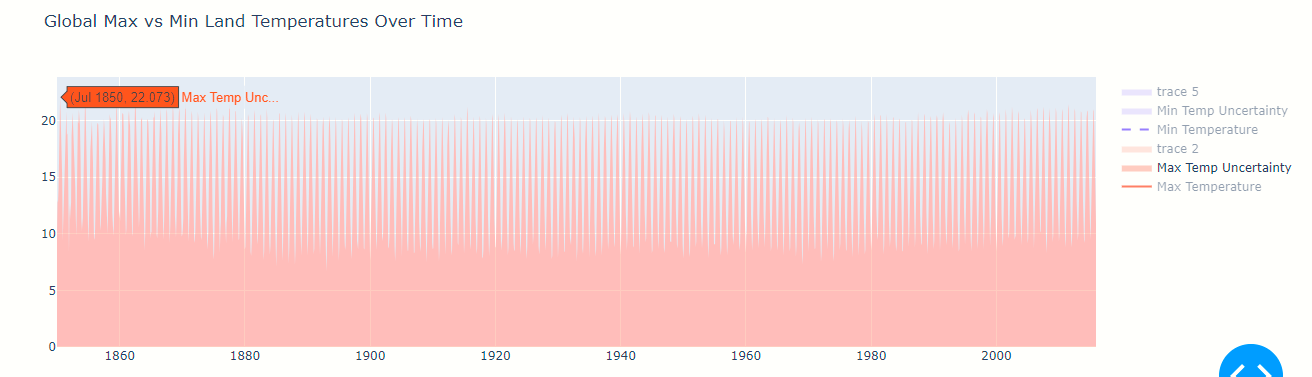 Global Max vs Min Land Temperatures Over Time
(Jul 1850, 22.073) Max Temp Unc...
20
15
10
5
0
1860 1880 1900 1920 1940 1960 1980 2000
trace 5
Min Temp Uncertainty
Min Temperature
trace 2
Max Temp Uncertainty
Max Temperature